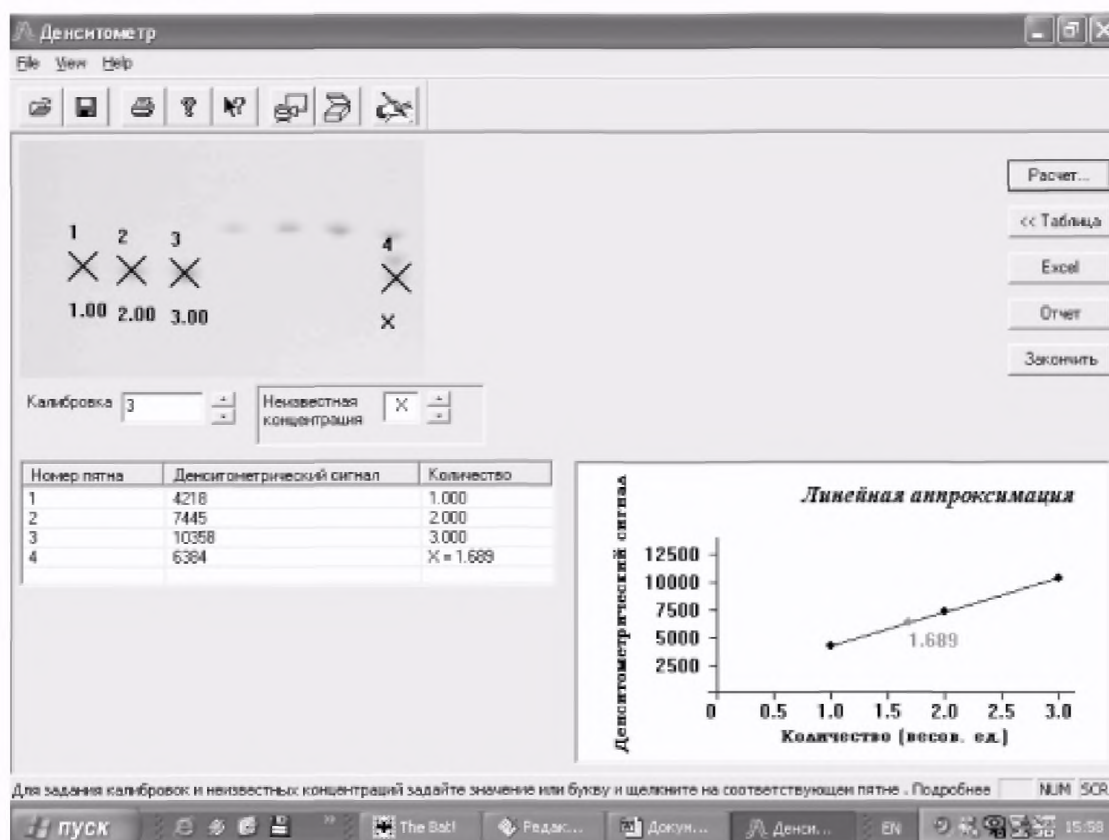 Денситометр
File View Help
1 2 3 4
1.00 2.00 3.00 x
Расчет...
<< Таблица
Excel
Отчет
Закончить
Калибровка 3
Неизвестная концентрация X
Номер пятна Денситометрический сигнал Количество
1 4218 1.000
2 7445 2.000
3 10358 3.000
4 6384 X = 1.689
Линейная аппроксимация
Денситометрический сигнал
12500
10000
7500
5000
2500
1.689
0 0.5 1.0 1.5 2.0 2.5 3.0
Количество (весов. ед.)
Для задания калибровок и неизвестных концентраций задайте значение или букву и щелкните на соответствующем пятне . Подробнее NUM SCR
пуск The Bat! Редак... Докум... Денси... EN 15:58